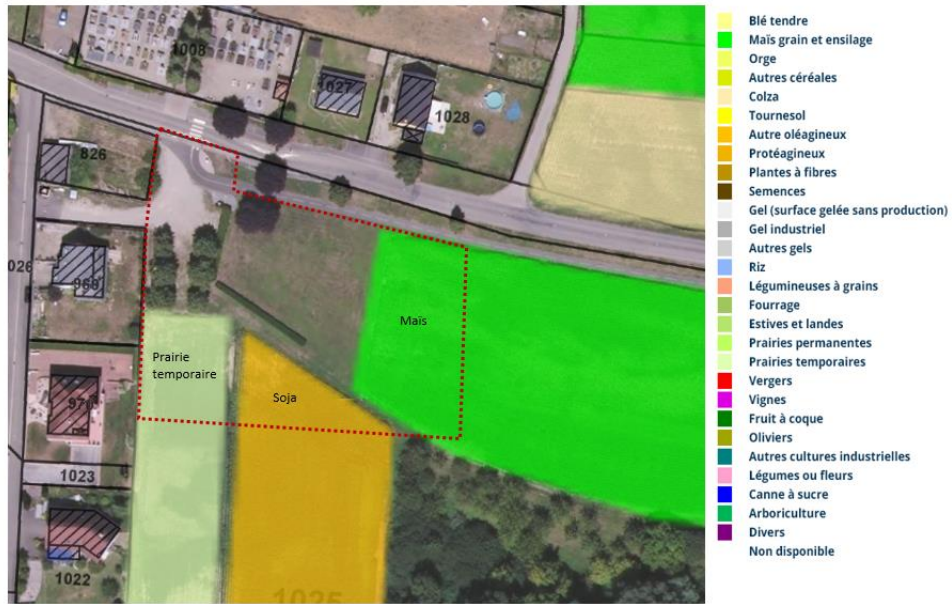 1008
1027
1028
826
026
968
Maïs
Prairie
temporaire
Soja
971
1023
1022
1025
Blé tendre
Maïs grain et ensilage
Orge
Autres céréales
Colza
Tournesol
Autre oléagineux
Protéagineux
Plantes à fibres
Semences
Gel (surface gelée sans production)
Gel industriel
Autres gels
Riz
Légumineuses à grains
Fourrage
Estives et landes
Prairies permanentes
Prairies temporaires
Vergers
Vignes
Fruit à coque
Oliviers
Autres cultures industrielles
Légumes ou fleurs
Canne à sucre
Arboriculture
Divers
Non disponible